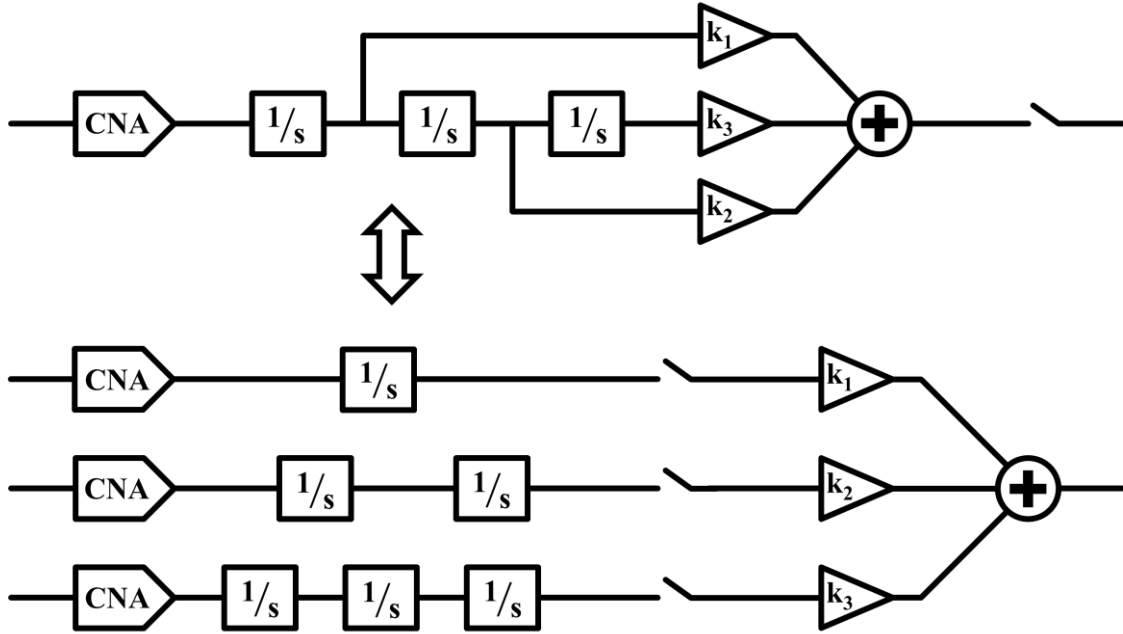 k₁
CNA 1/s 1/s 1/s k₃
k₂
CNA 1/s k₁
CNA 1/s 1/s k₂
CNA 1/s 1/s 1/s k₃